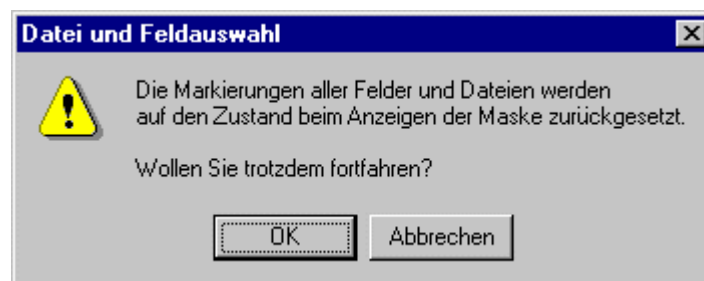 Datei und Feldauswahl
Die Markierungen aller Felder und Dateien werden
auf den Zustand beim Anzeigen der Maske zurückgesetzt.
Wollen Sie trotzdem fortfahren?
OK
Abbrechen